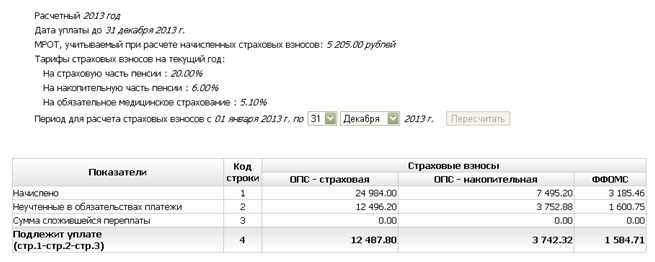 Расчетный 2013 год
Дата уплаты до 31 декабря 2013 г.
МРОТ, учитываемый при расчете начисленных страховых взносов: 5 205.00 рублей
Тарифы страховых взносов на текущий год:
На страховую часть пенсии : 20.00%
На накопительную часть пенсии : 6.00%
На обязательное медицинское страхование : 5.10%
Период для расчета страховых взносов с 01 января 2013 г. по 31 Декабря 2013 г. Пересчитать
Показатели Код строки Страховые взносы
ОПС - страховая ОПС - накопительная ФФОМС
Начислено 1 24 984.00 7 495.20 3 185.46
Неучтенные в обязательствах платежи 2 12 496.20 3 752.88 1 600.75
Сумма сложившейся переплаты 3 0.00 0.00 0.00
Подлежит уплате
(стр.1-стр.2-стр.3) 4 12 487.80 3 742.32 1 584.71